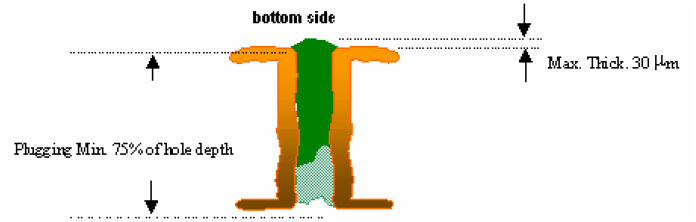 bottom side
Max. Thick. 30 µm
Plugging Min. 75% of hole depth